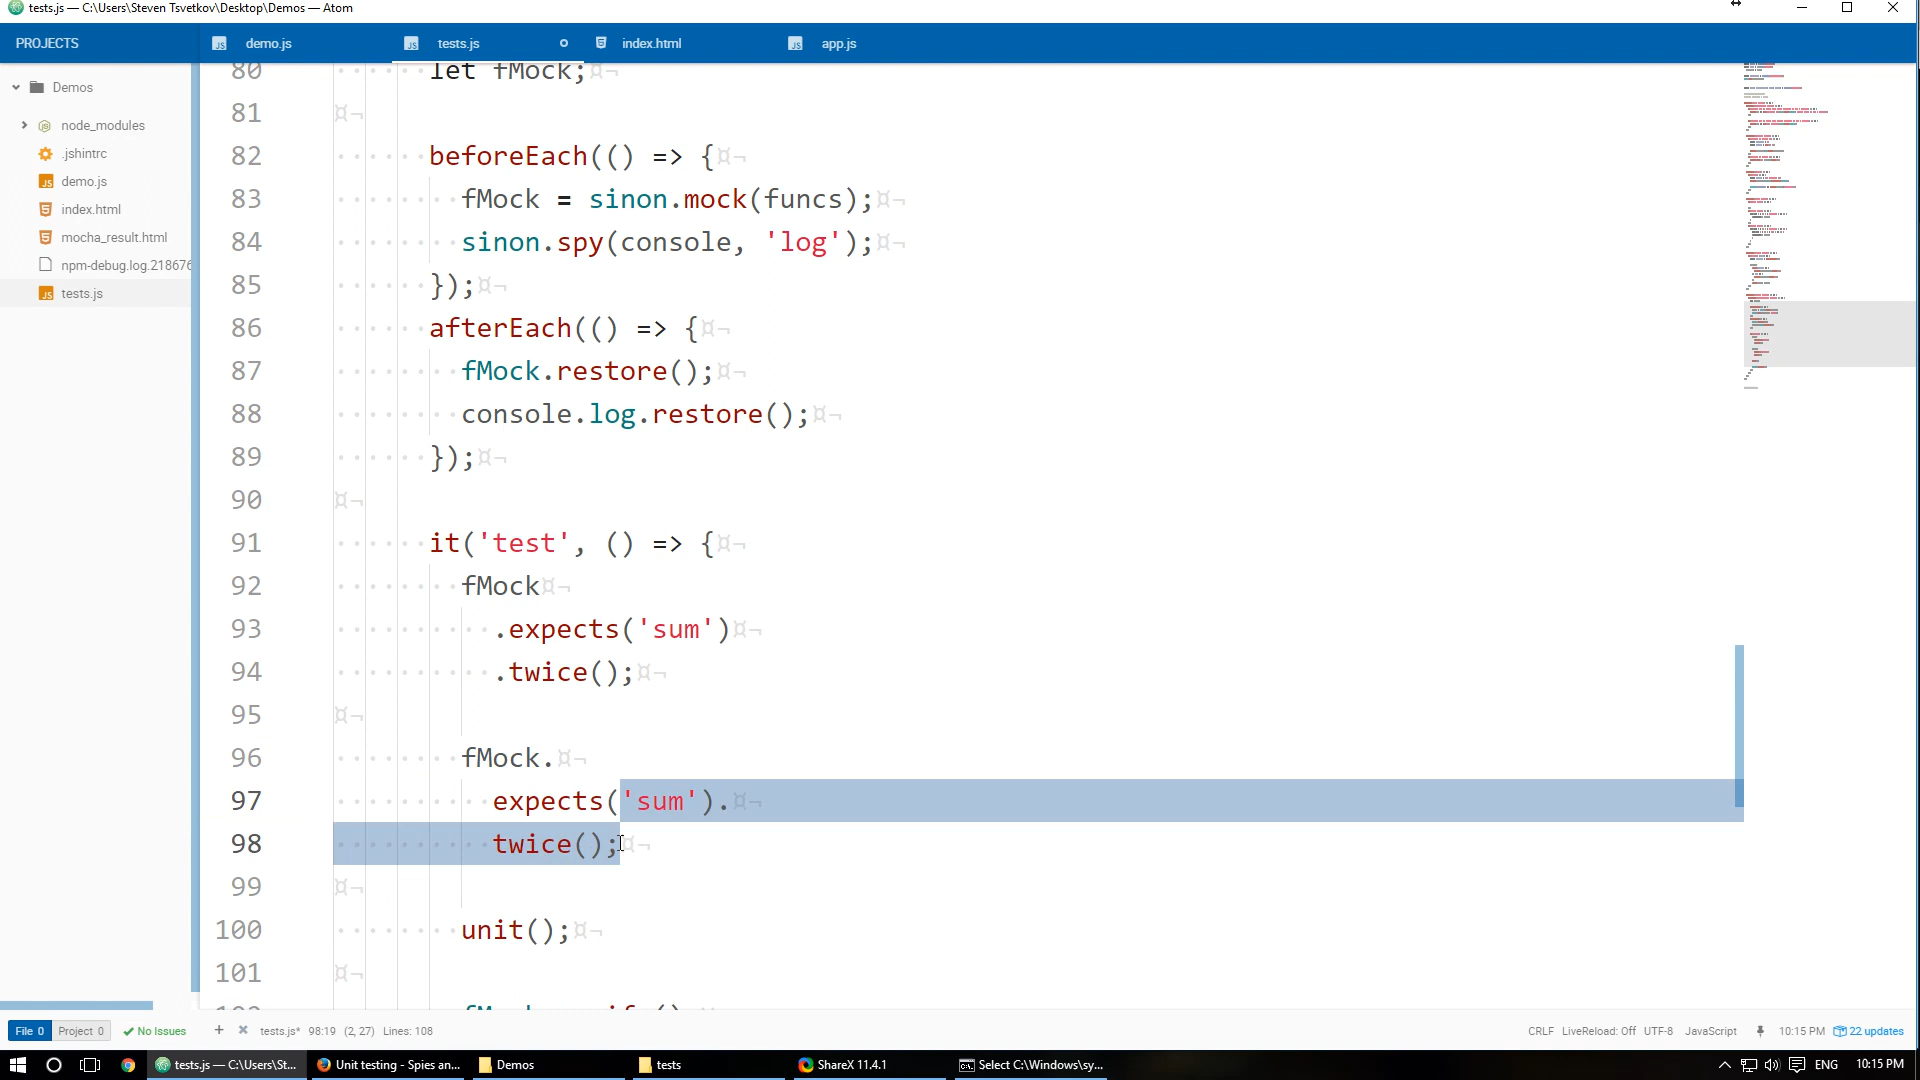 tests.js — C:\Users\Steven Tsvetkov\Desktop\Demos — Atom
PROJECTS
demo.js
tests.js
index.html
app.js
Demos
node_modules
.jshintrc
demo.js
index.html
mocha_result.html
npm-debug.log.218676
tests.js
80 let fMock;
81
82 beforeEach(() => {
83 fMock = sinon.mock(funcs);
84 sinon.spy(console, 'log');
85 });
86 afterEach(() => {
87 fMock.restore();
88 console.log.restore();
89 });
90
91 it('test', () => {
92 fMock
93 .expects('sum')
94 .twice();
95
96 fMock.
97 expects('sum').
98 twice();
99
100 unit();
101
File 0 Project 0 No Issues + tests.js* 98:19 (2, 27) Lines: 108
CRLF LiveReload: Off UTF-8 JavaScript 10:15 PM 22 updates
tests.js — C:\Users\St...
Unit testing - Spies an...
Demos
tests
ShareX 11.4.1
Select C:\Windows\sy...
ENG
10:15 PM